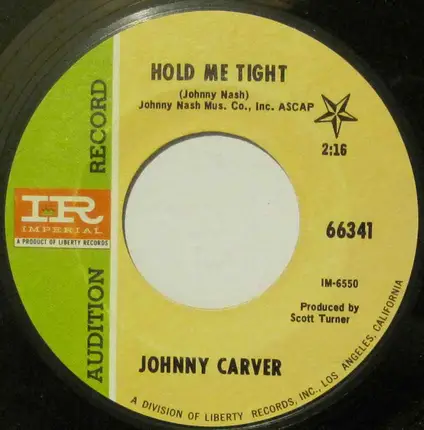 HOLD ME TIGHT
(Johnny Nash)
Johnny Nash Mus. Co., Inc. ASCAP
2:16
AUDITION RECORD
IR
IMPERIAL
A PRODUCT OF LIBERTY RECORDS
66341
IM-6550
Produced by
Scott Turner
JOHNNY CARVER
A DIVISION OF LIBERTY RECORDS, INC., LOS ANGELES, CALIFORNIA